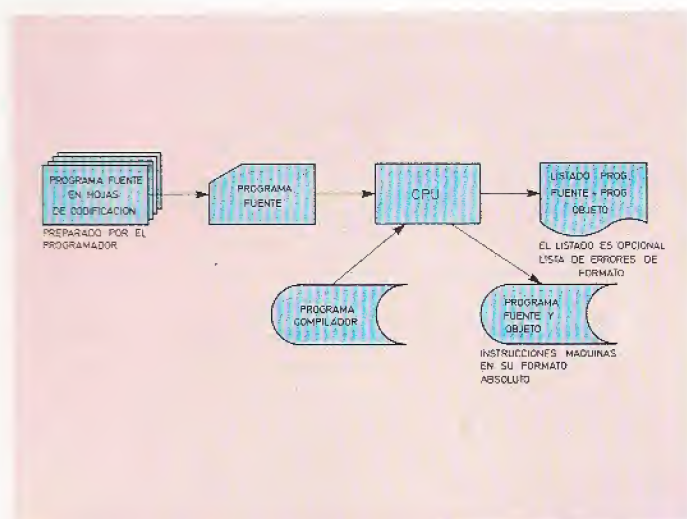 PROGRAMA FUENTE
EN HOJAS
DE CODIFICACION
PREPARADO POR EL
PROGRAMADOR
PROGRAMA
FUENTE
CPU
LISTADO - PROG.
FUENTE - PROG
OBJETO
EL LISTADO ES OPCIONAL
LISTA DE ERRORES DE
FORMATO
PROGRAMA
COMPILADOR
PROGRAMA
FUENTE Y
OBJETO
INSTRUCCIONES MAQUINAS
EN SU FORMATO
ABSOLUTO